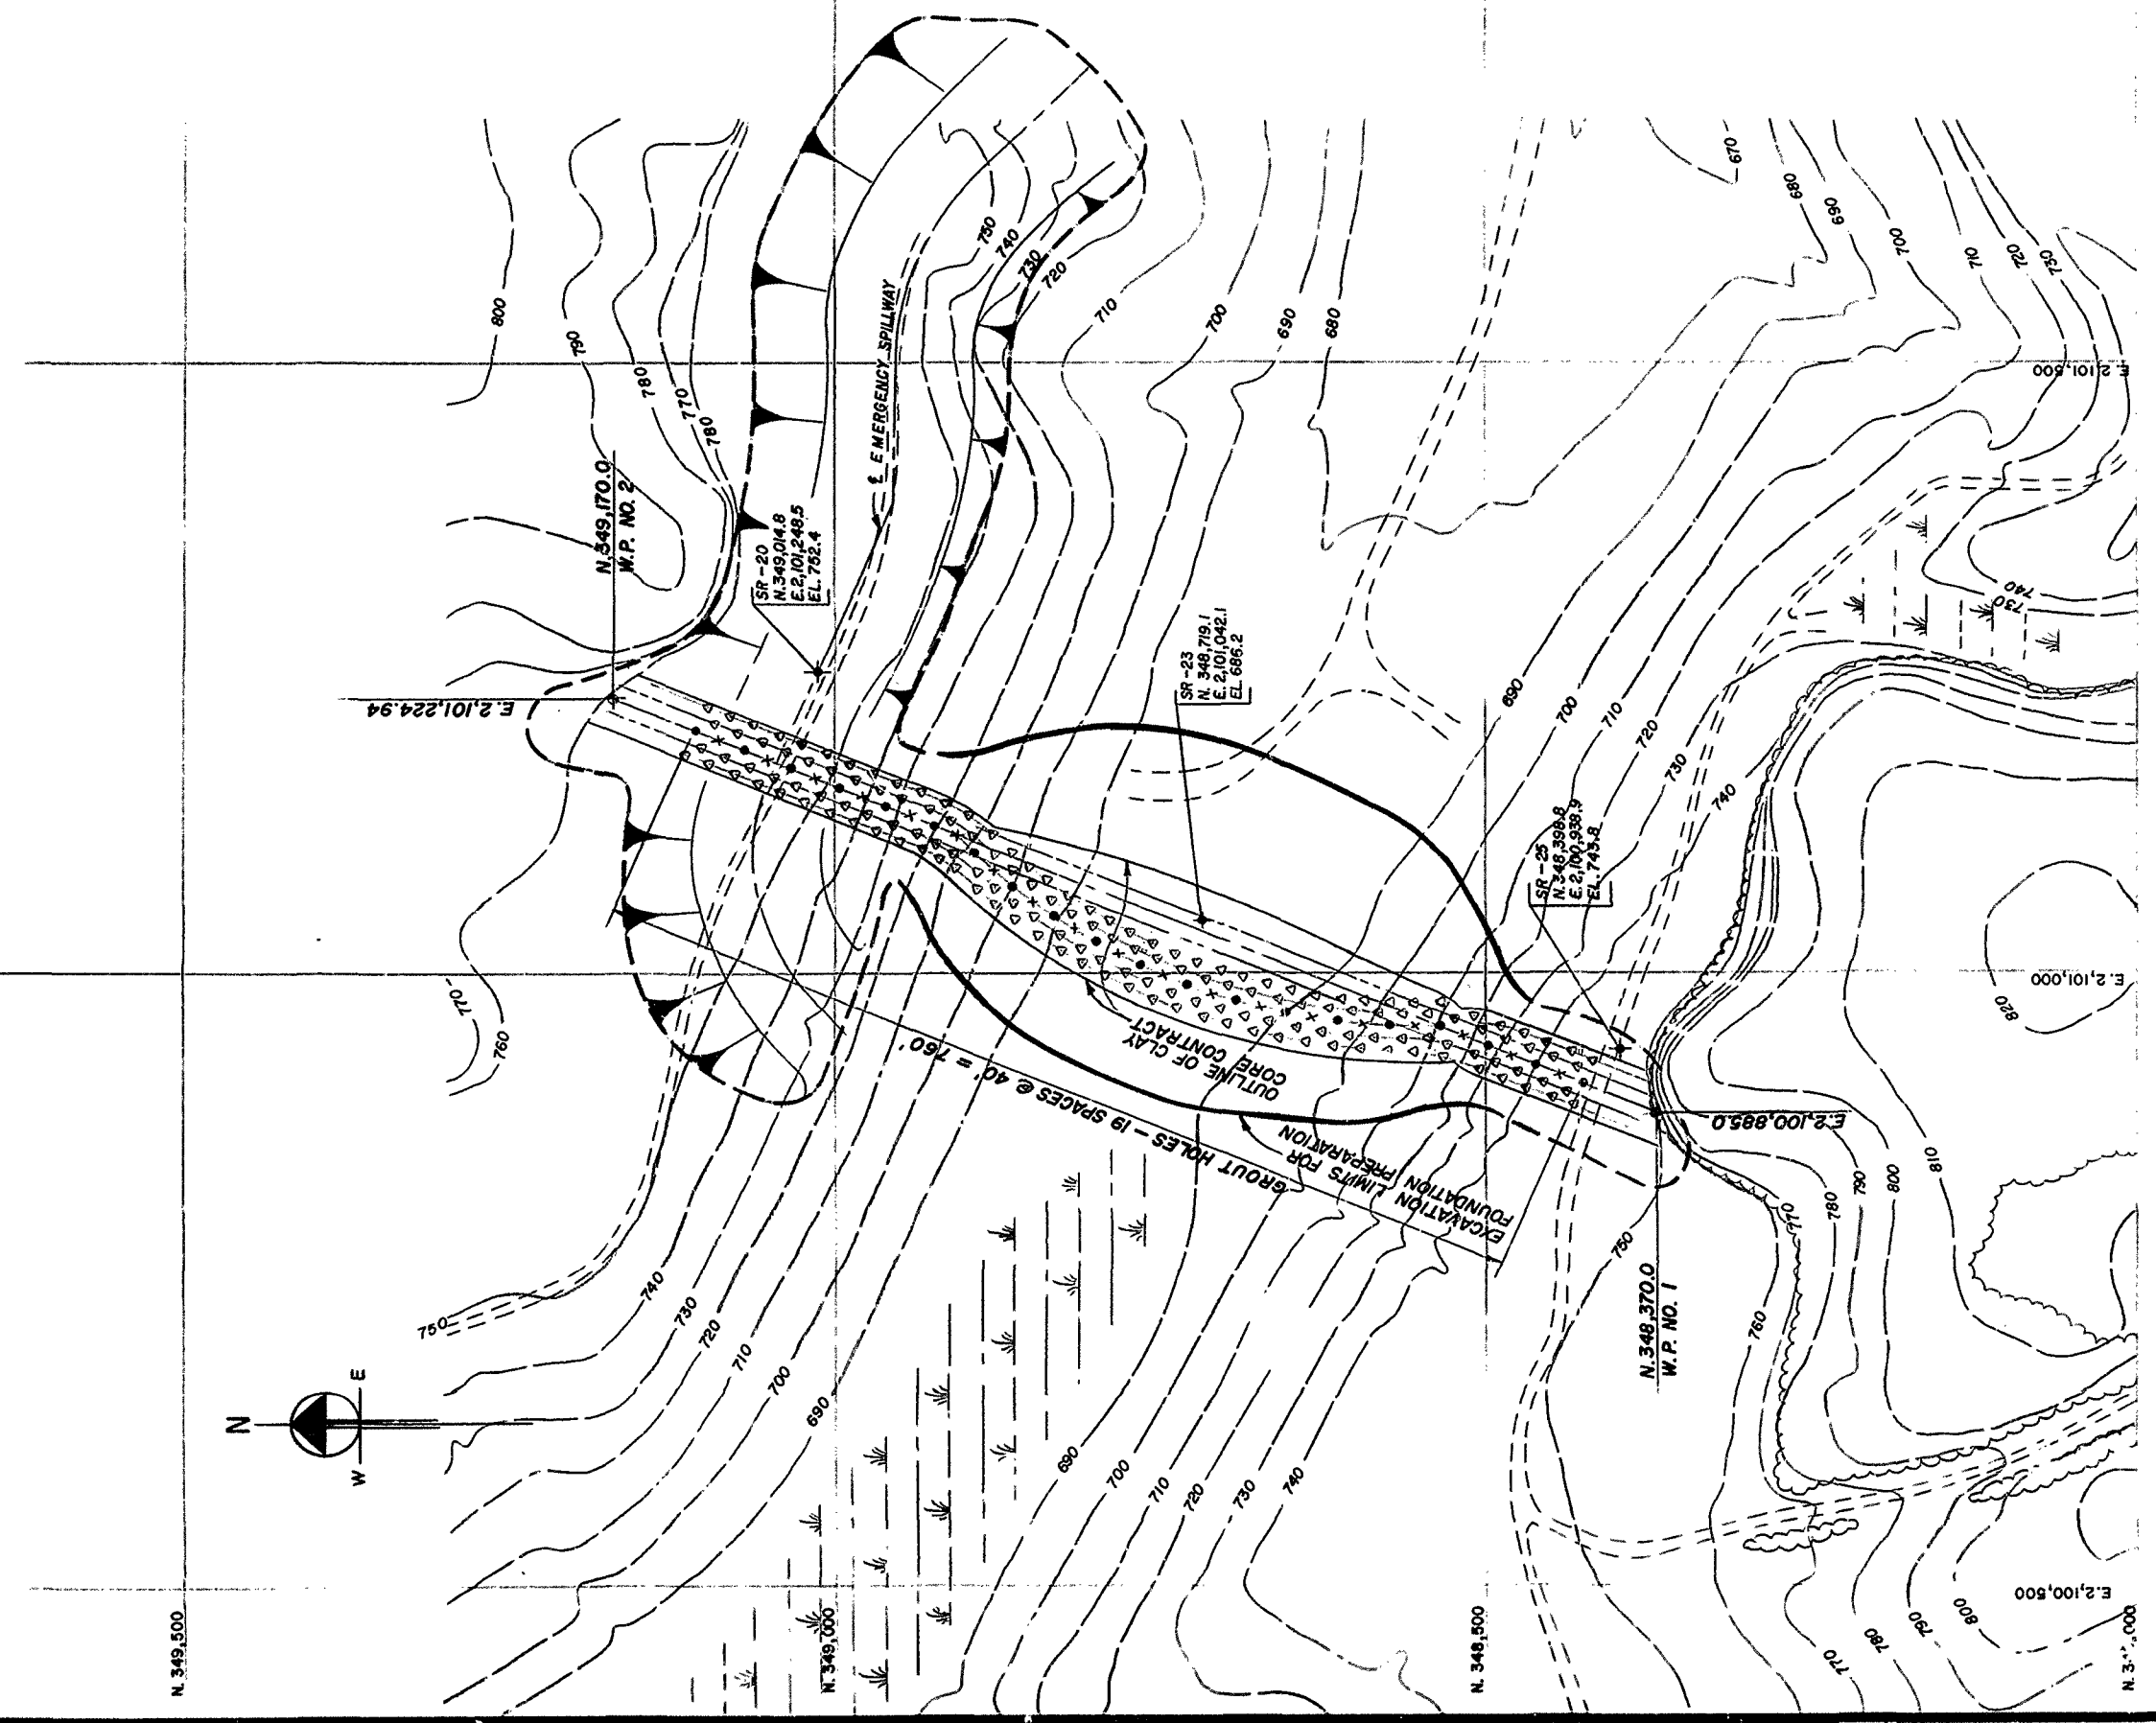 N
W
E
800
790
780
770
780
N.349,170.0
W.P. NO. 2
E.2,101,224.94
SR-20
N.349,014.8
E.2,101,248.5
EL.752.4
℄ EMERGENCY SPILLWAY
750
740
730
720
710
700
690
680
670
680
690
700
710
720
730
E.2,101,500
SR-23
N. 348,719.1
E. 2,101,042.1
EL 686.2
690
700
710
720
730
740
740
730
SR-25
N.348,398.8
E.2,100,938.9
EL.743.8
770
760
OUTLINE OF CLAY
CORE CONTRACT
GROUT HOLES – 19 SPACES @ 40' = 760'
EXCAVATION LIMITS FOR
FOUNDATION PREPARATION
E.2,100,885.0
N.348,370.0
W.P. NO. 1
E.2,101,000
820
810
800
790
780
770
760
750
750
740
730
720
710
700
690
690
700
710
720
730
740
770
780
790
800
E.2,100,500
N. 349,500
N. 349,000
N. 348,500